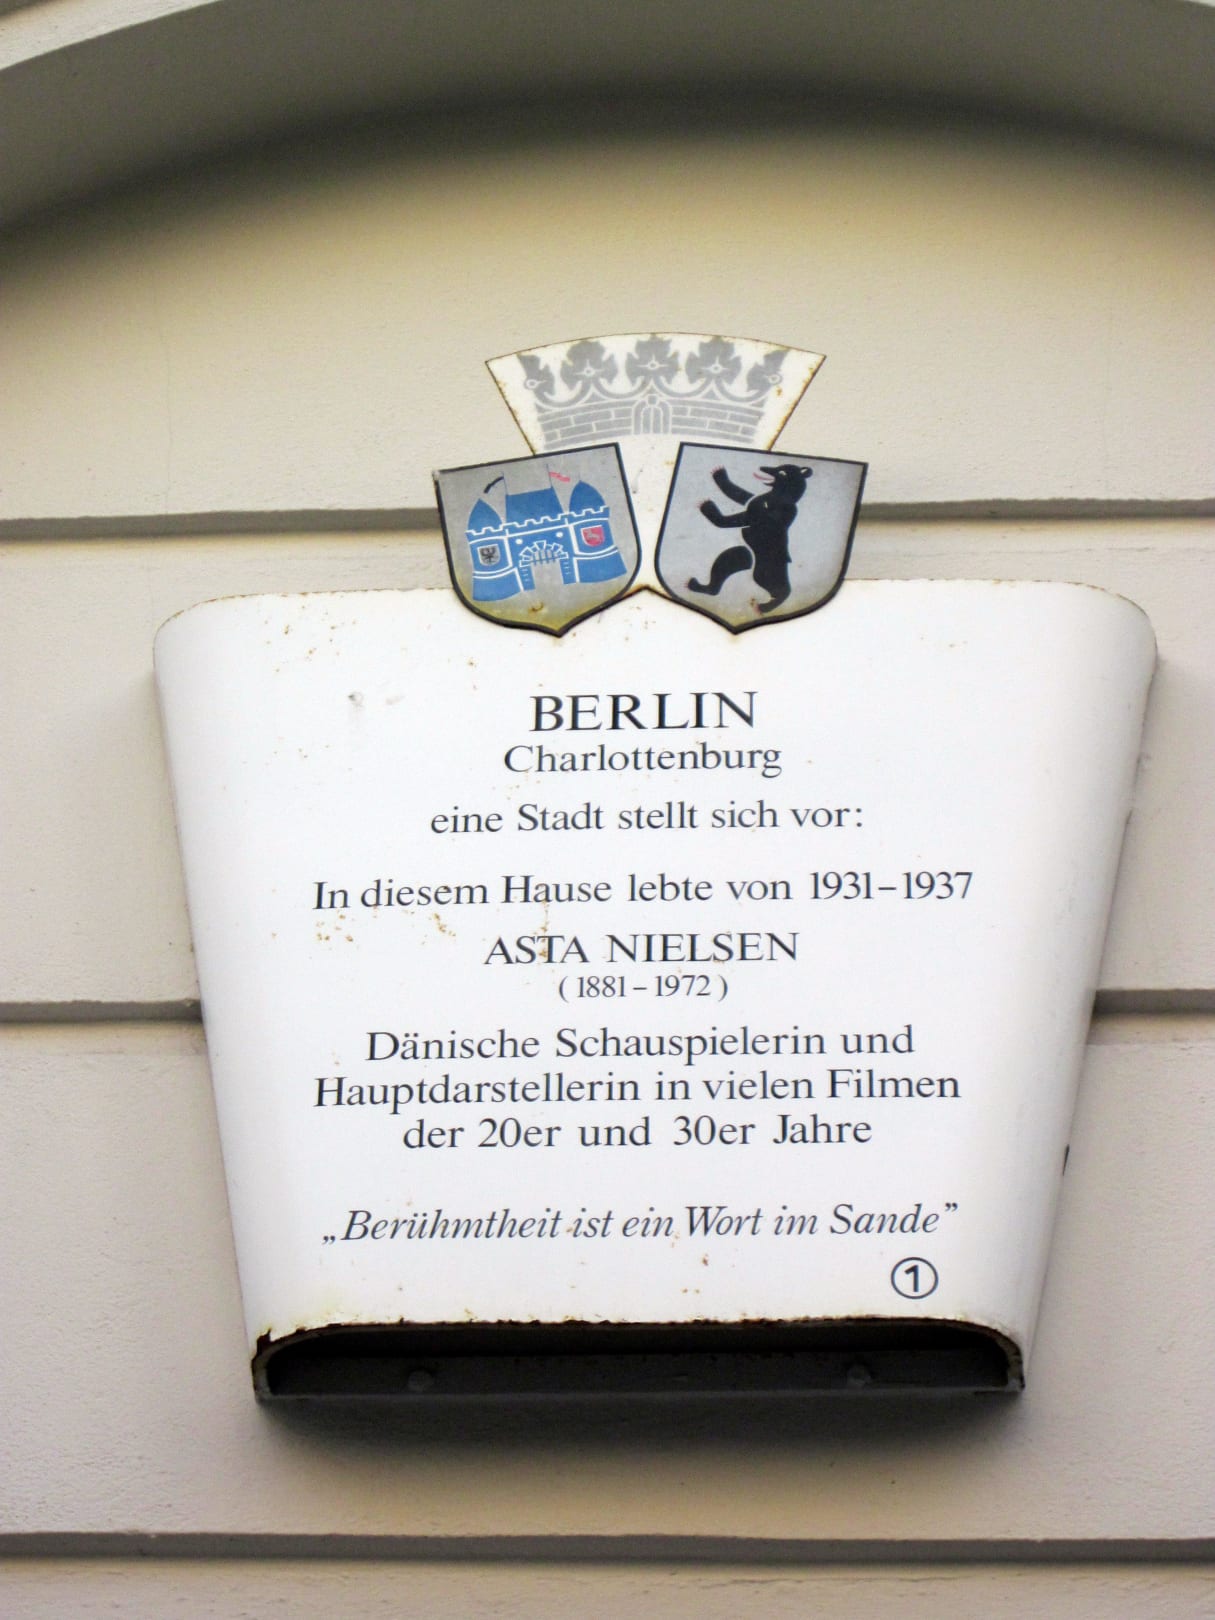 BERLIN
Charlottenburg
eine Stadt stellt sich vor:
In diesem Hause lebte von 1931–1937
ASTA NIELSEN
(1881–1972)
Dänische Schauspielerin und
Hauptdarstellerin in vielen Filmen
der 20er und 30er Jahre
„Berühmtheit ist ein Wort im Sande”
①